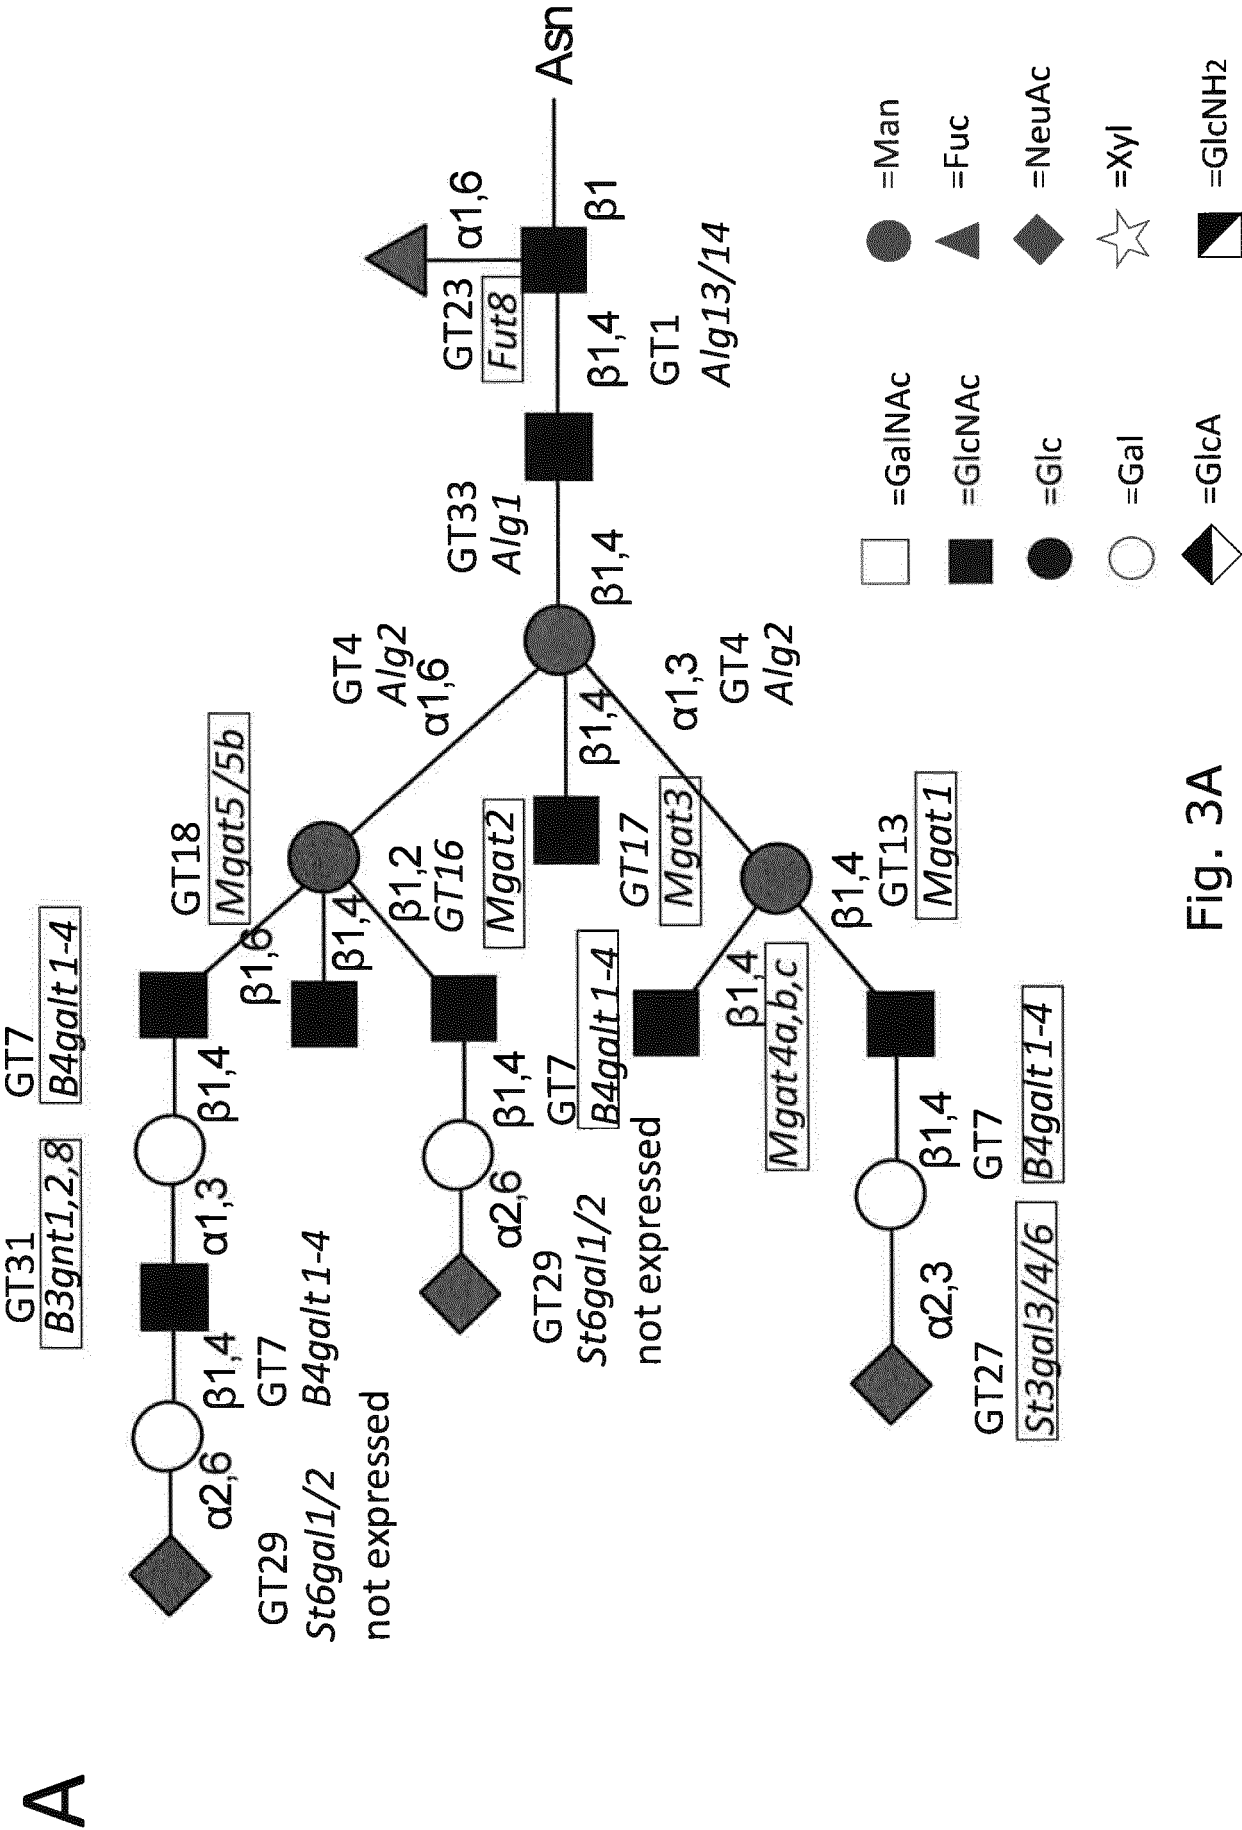 A
GT31
B3gnt1,2,8
GT7
B4galt1-4
α2,6
β1,4
α1,3
β1,4
β1,6
GT18
Mgat5/5b
GT29
St6gal1/2
not expressed
GT7
B4galt1-4
β1,4
GT4
Alg2
α1,6
α2,6
β1,4
β1,2
GT16
Mgat2
GT33
Alg1
GT23
Fut8
α1,6
GT29
St6gal1/2
not expressed
GT7
B4galt1-4
β1,4
β1,4
β1,4
β1
Asn
GT17
Mgat3
α1,3
GT4
Alg2
GT1
Alg13/14
β1,4
Mgat4a,b,c
β1,4
GT13
Mgat1
α2,3
β1,4
GT27
St3gal3/4/6
GT7
B4galt1-4
=GalNAc
=Man
=GlcNAc
=Fuc
=Glc
=NeuAc
=Gal
=Xyl
=GlcA
=GlcNH2
Fig. 3A